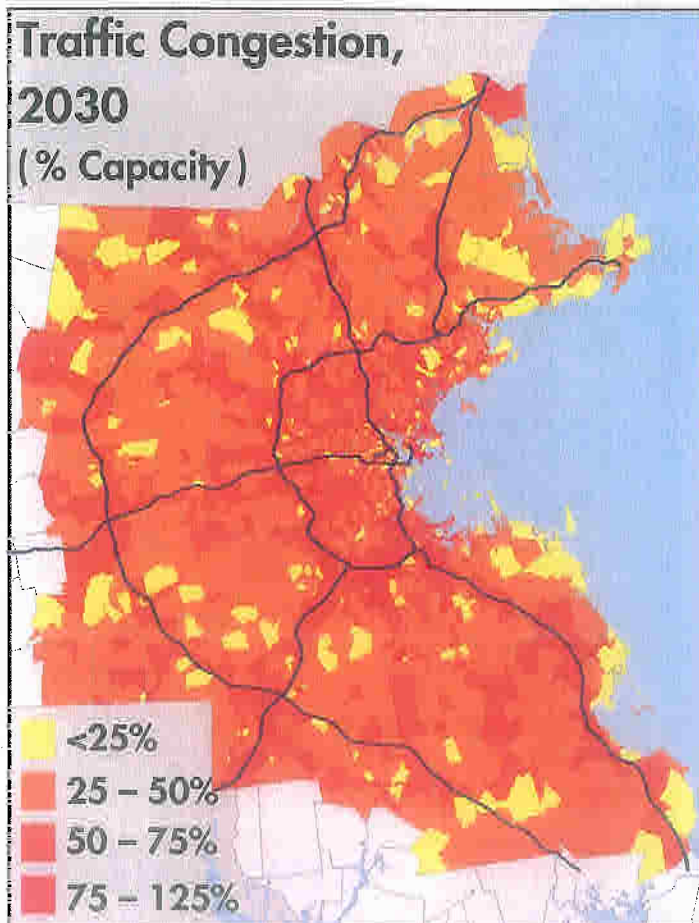 Traffic Congestion,
2030
(% Capacity)
<25%
25 – 50%
50 – 75%
75 – 125%